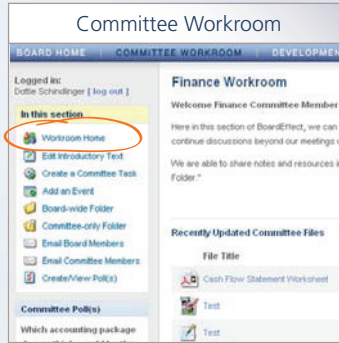 Committee Workroom
BOARD HOME COMMITTEE WORKROOM DEVELOPMEN
Logged in:
Dottie Schindlinger [ log out ]
In this section
Workroom Home
Edit Introductory Text
Create a Committee Task
Add an Event
Board-wide Folder
Committee-only Folder
Email Board Members
Email Committee Members
Create/View Poll(s)
Committee Poll(s)
Which accounting package
Finance Workroom
Welcome Finance Committee Member
Here in this section of BoardEffect, we can
continue discussions beyond our meetings
We are able to share notes and resources
Folder."
Recently Updated Committee Files
File Title
Cash Flow Statement Worksheet
Test
Test